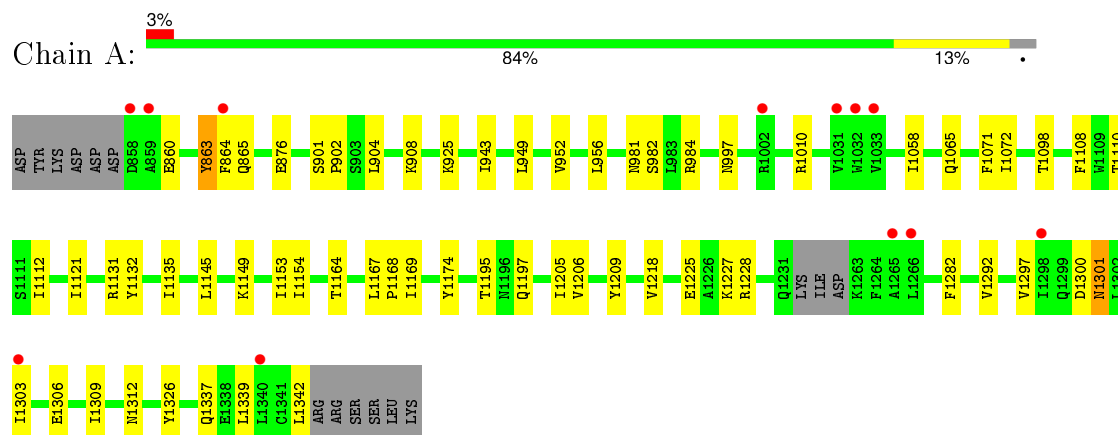 3%
Chain A:
84%
13%
ASP TYR LYS ASP ASP ASP D858 A859 E860 Y863 F864 Q865 E876 S901 P902 S903 L904 K908 K925 I943 L949 V952 L956 N981 S982 L983 R984 N997 R1002 R1010 V1031 W1032 V1033 I1058 Q1065 F1071 I1072 T1098 F1108 W1109 T1110
S1111 I1112 I1121 R1131 Y1132 I1135 L1145 K1149 I1153 I1154 T1164 L1167 P1168 I1169 Y1174 T1195 N1196 Q1197 I1205 V1206 Y1209 V1218 E1225 A1226 K1227 R1228 Q1231 LYS ILE ASP K1263 F1264 A1265 L1266 F1282 V1292 V1297 I1298 Q1299 D1300 N1301 L1302
I1303 E1306 I1309 N1312 Y1326 Q1337 E1338 L1339 L1340 C1341 L1342 ARG ARG SER SER LEU LYS